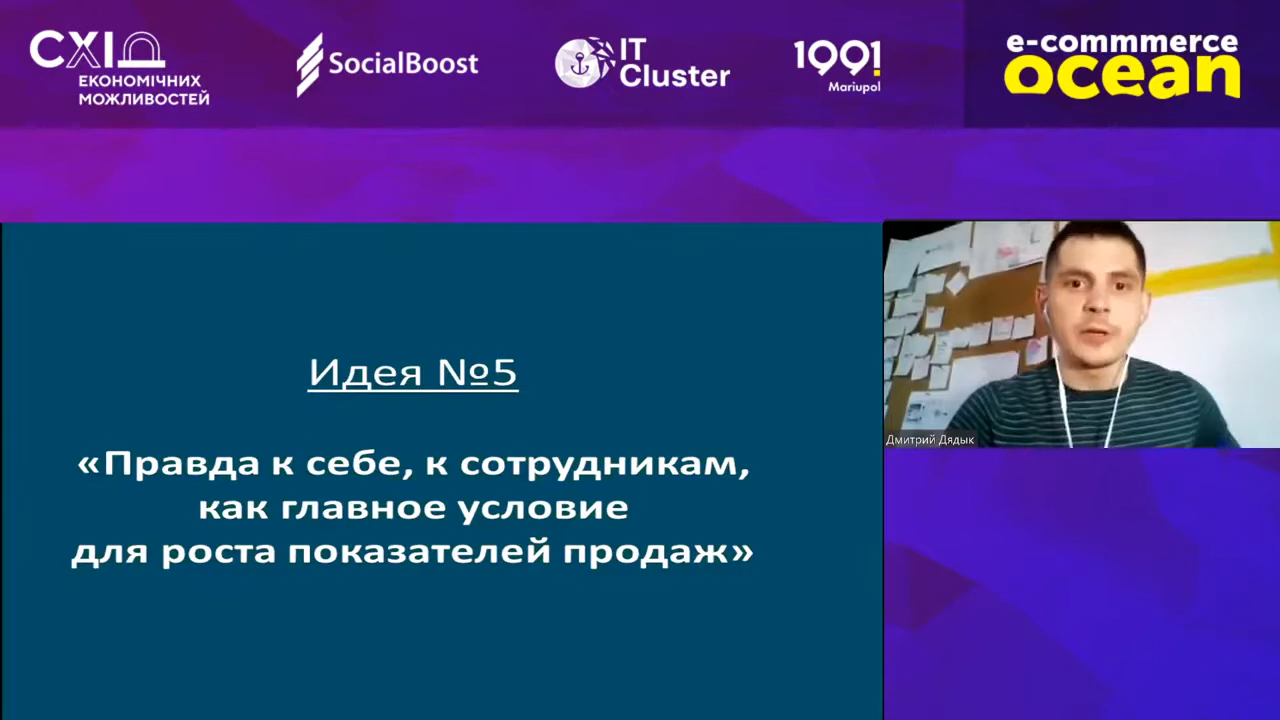 СХІД
ЕКОНОМІЧНИХ
МОЖЛИВОСТЕЙ
SocialBoost
IT
Cluster
1991
Mariupol
e-commmerce
ocean
Идея №5
«Правда к себе, к сотрудникам,
как главное условие
для роста показателей продаж»
Дмитрий Дядык